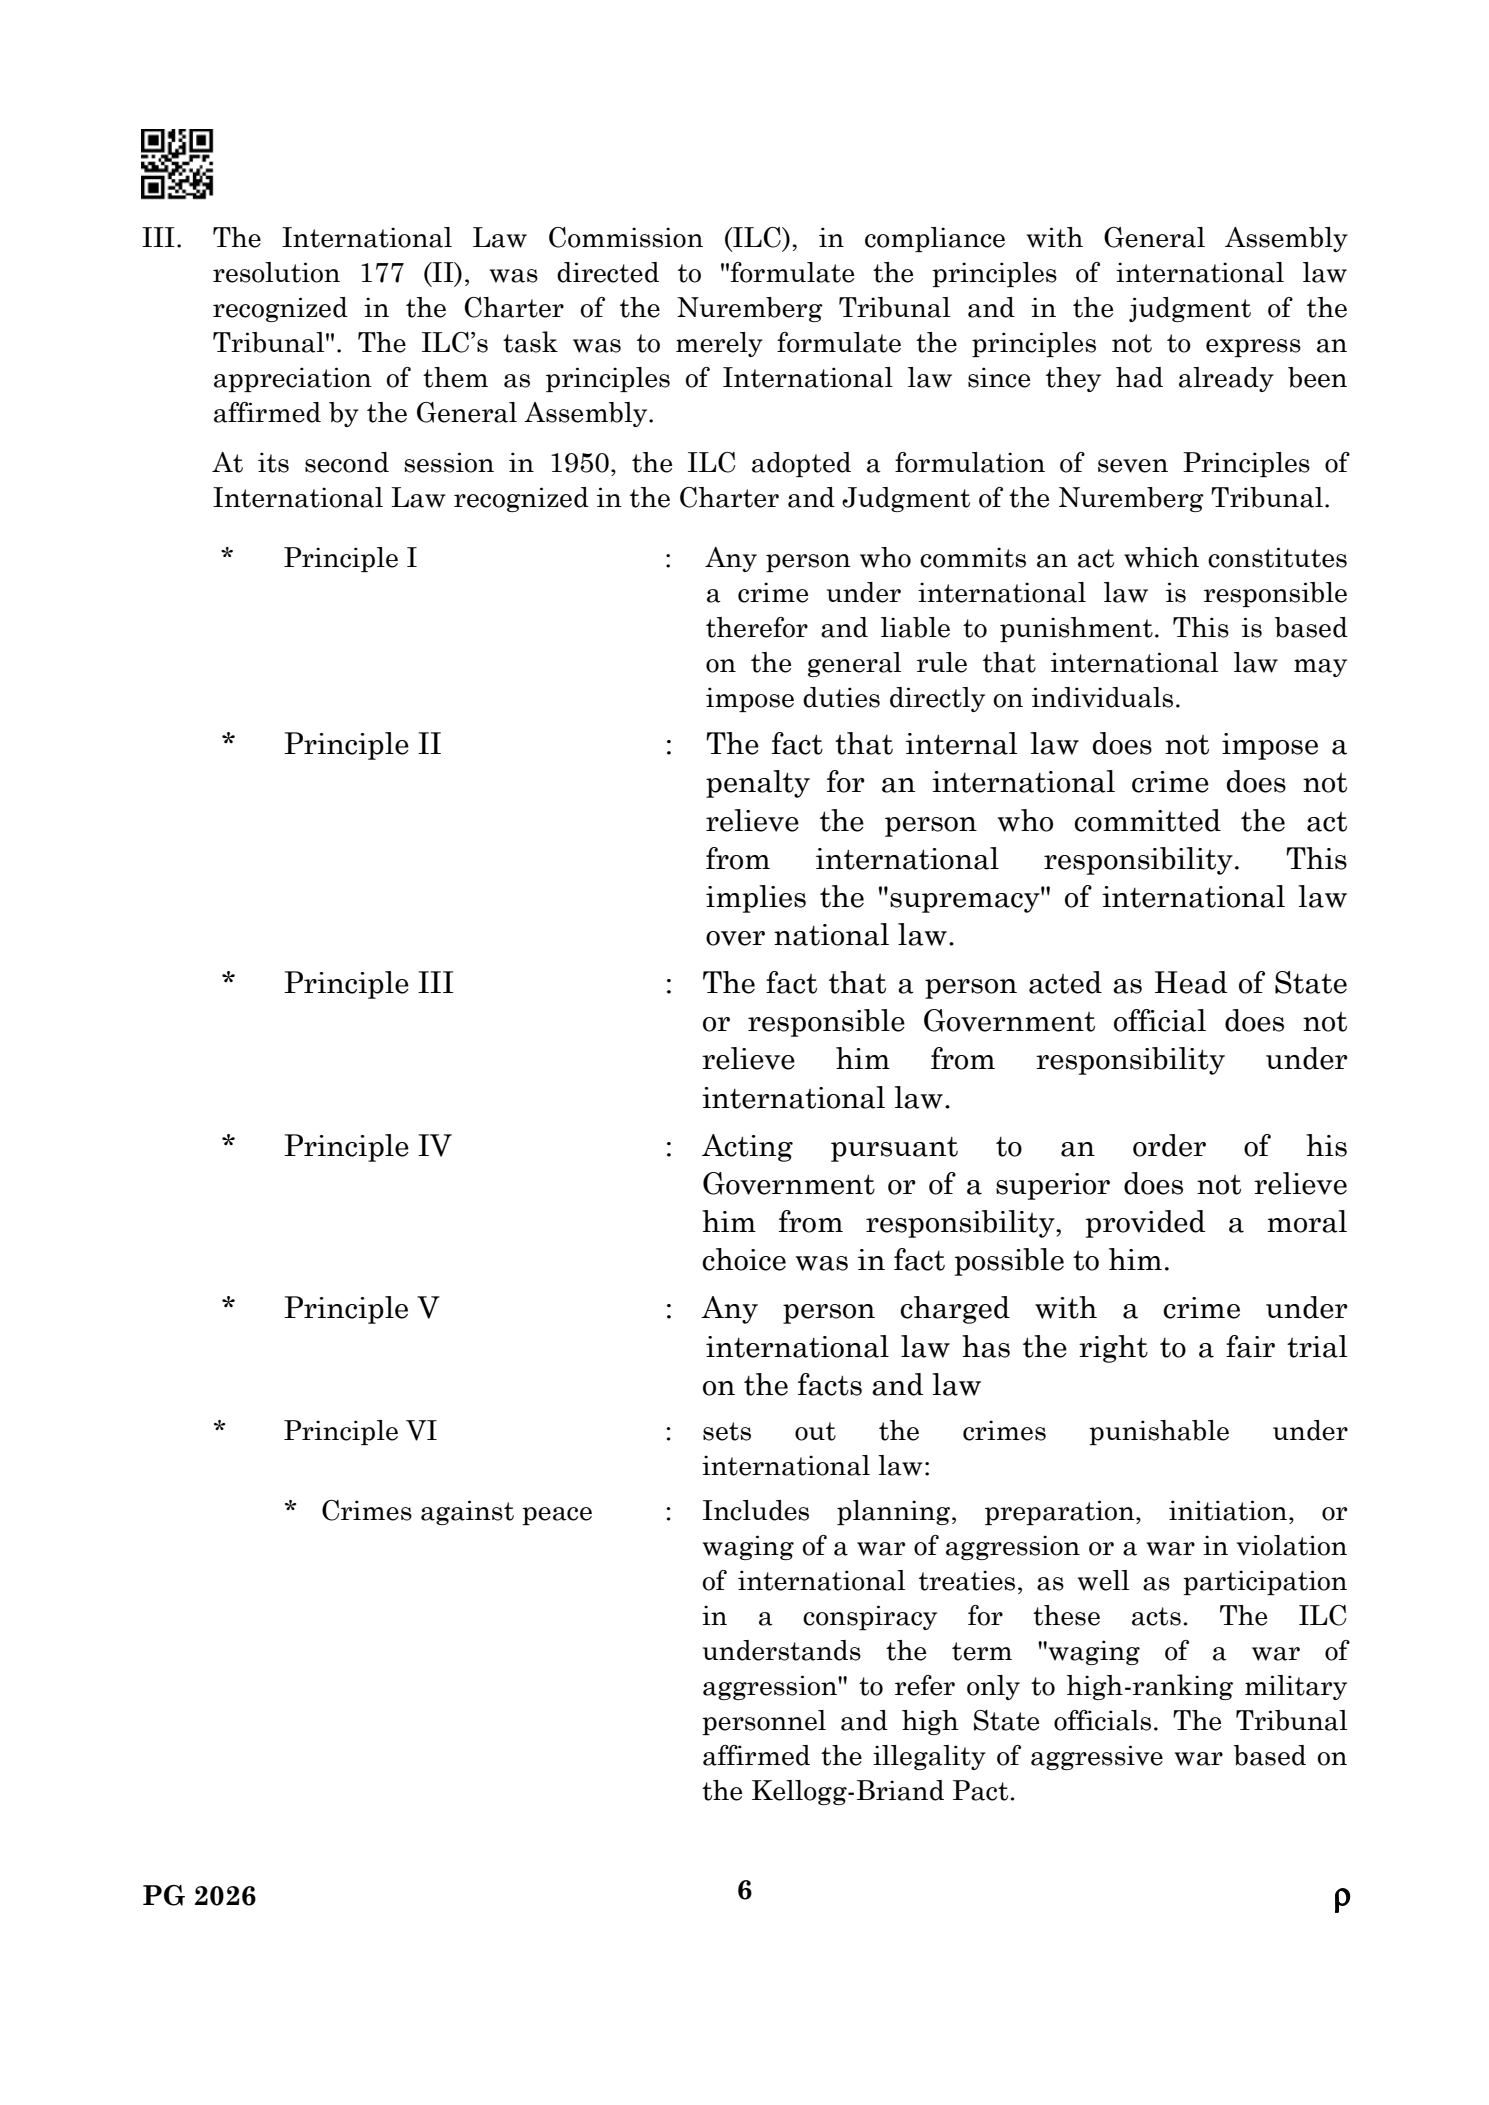 III. The International Law Commission (ILC), in compliance with General Assembly
resolution 177 (II), was directed to "formulate the principles of international law
recognized in the Charter of the Nuremberg Tribunal and in the judgment of the
Tribunal". The ILC’s task was to merely formulate the principles not to express an
appreciation of them as principles of International law since they had already been
affirmed by the General Assembly.
At its second session in 1950, the ILC adopted a formulation of seven Principles of
International Law recognized in the Charter and Judgment of the Nuremberg Tribunal.
* Principle I : Any person who commits an act which constitutes
a crime under international law is responsible
therefor and liable to punishment. This is based
on the general rule that international law may
impose duties directly on individuals.
* Principle II : The fact that internal law does not impose a
penalty for an international crime does not
relieve the person who committed the act
from international responsibility. This
implies the "supremacy" of international law
over national law.
* Principle III : The fact that a person acted as Head of State
or responsible Government official does not
relieve him from responsibility under
international law.
* Principle IV : Acting pursuant to an order of his
Government or of a superior does not relieve
him from responsibility, provided a moral
choice was in fact possible to him.
* Principle V : Any person charged with a crime under
international law has the right to a fair trial
on the facts and law
* Principle VI : sets out the crimes punishable under
international law:
* Crimes against peace : Includes planning, preparation, initiation, or
waging of a war of aggression or a war in violation
of international treaties, as well as participation
in a conspiracy for these acts. The ILC
understands the term "waging of a war of
aggression" to refer only to high-ranking military
personnel and high State officials. The Tribunal
affirmed the illegality of aggressive war based on
the Kellogg-Briand Pact.
PG 2026 6 ρ